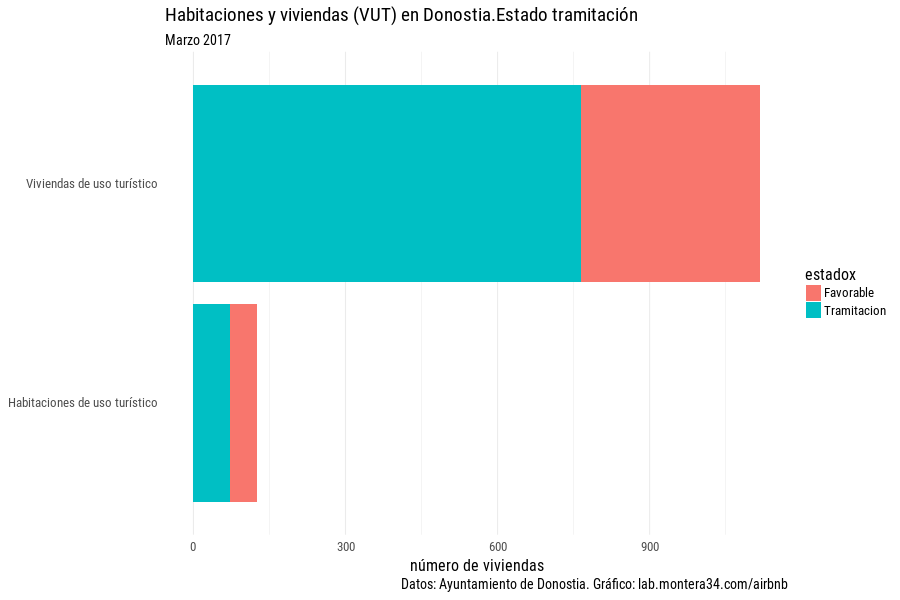 Habitaciones y viviendas (VUT) en Donostia.Estado tramitación
Marzo 2017
Viviendas de uso turístico
Habitaciones de uso turístico
estadox
Favorable
Tramitacion
0 300 600 900
número de viviendas
Datos: Ayuntamiento de Donostia. Gráfico: lab.montera34.com/airbnb